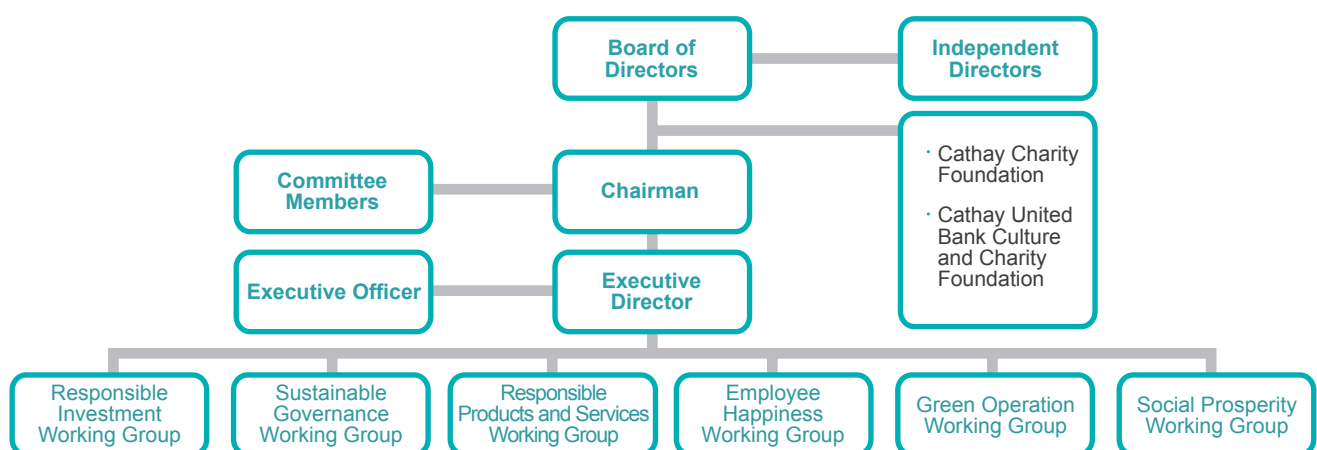 Board of
Directors
Independent
Directors
· Cathay Charity
Foundation
· Cathay United
Bank Culture
and Charity
Foundation
Committee
Members
Chairman
Executive Officer
Executive
Director
Responsible
Investment
Working Group
Sustainable
Governance
Working Group
Responsible
Products and Services
Working Group
Employee
Happiness
Working Group
Green Operation
Working Group
Social Prosperity
Working Group